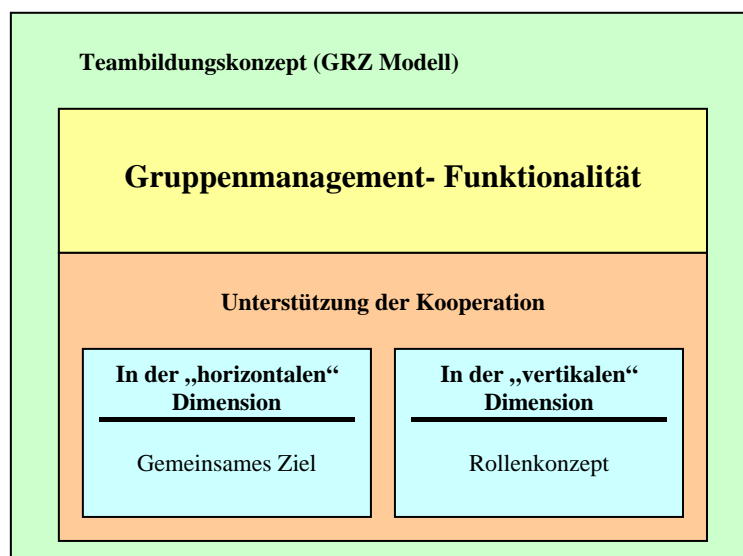 Teambildungskonzept (GRZ Modell)
Gruppenmanagement- Funktionalität
Unterstützung der Kooperation
In der „horizontalen“
Dimension
Gemeinsames Ziel
In der „vertikalen“
Dimension
Rollenkonzept